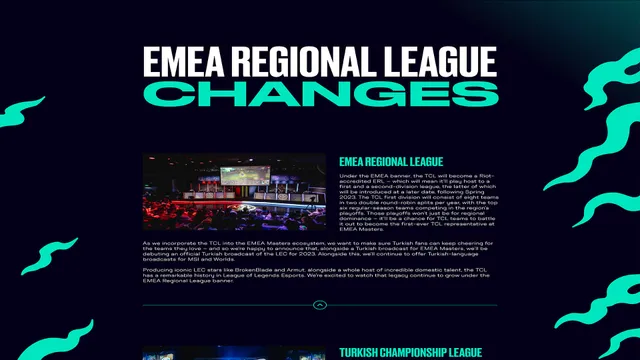 EMEA REGIONAL LEAGUE
CHANGES
EMEA REGIONAL LEAGUE
Under the EMEA banner, the TCL will become a Riot-
accredited ERL – which will mean it'll play host to a
first and a second-division league, the latter of which
will be introduced at a later date, following Spring
2023. The TCL first division will consist of eight teams
in two double round-robin splits per year, with the top
six regular-season teams competing in the region's
playoffs. Those playoffs won't just be for regional
dominance – it'll be a chance for TCL teams to battle
it out to become the first-ever TCL representative at
EMEA Masters.
As we incorporate the TCL into the EMEA Masters ecosystem, we want to make sure Turkish fans can keep cheering for
the teams they love – and so we're happy to announce that, alongside a Turkish broadcast for EMEA Masters, we'll be
debuting an official Turkish broadcast of the LEC for 2023. Alongside this, we'll continue to offer Turkish-language
broadcasts for MSI and Worlds.
Producing iconic LEC stars like BrokenBlade and Armut, alongside a whole host of incredible domestic talent, the TCL
has a remarkable history in League of Legends Esports. We're excited to watch that legacy continue to grow under the
EMEA Regional League banner.
TURKISH CHAMPIONSHIP LEAGUE